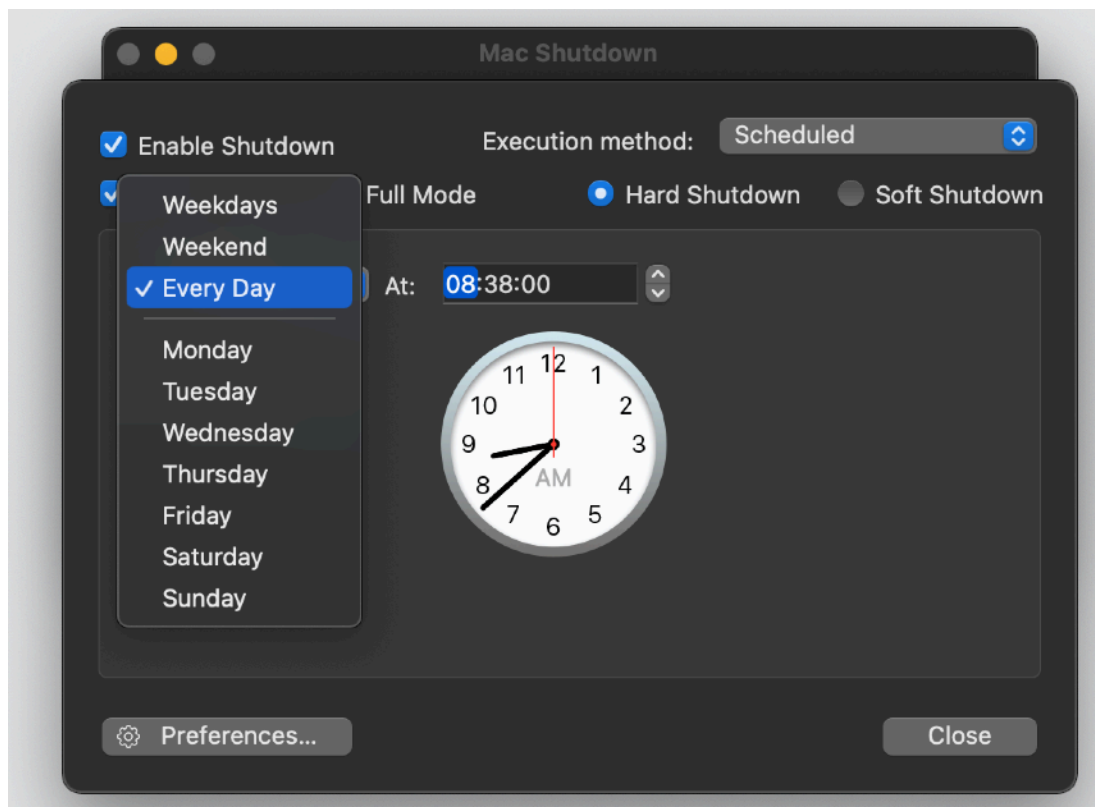 Mac Shutdown
Enable Shutdown
Execution method:
Scheduled
Full Mode
Hard Shutdown
Soft Shutdown
Weekdays
Weekend
Every Day
Monday
Tuesday
Wednesday
Thursday
Friday
Saturday
Sunday
At:
08:38:00
12
1
2
3
4
5
6
7
8
9
10
11
AM
Preferences...
Close